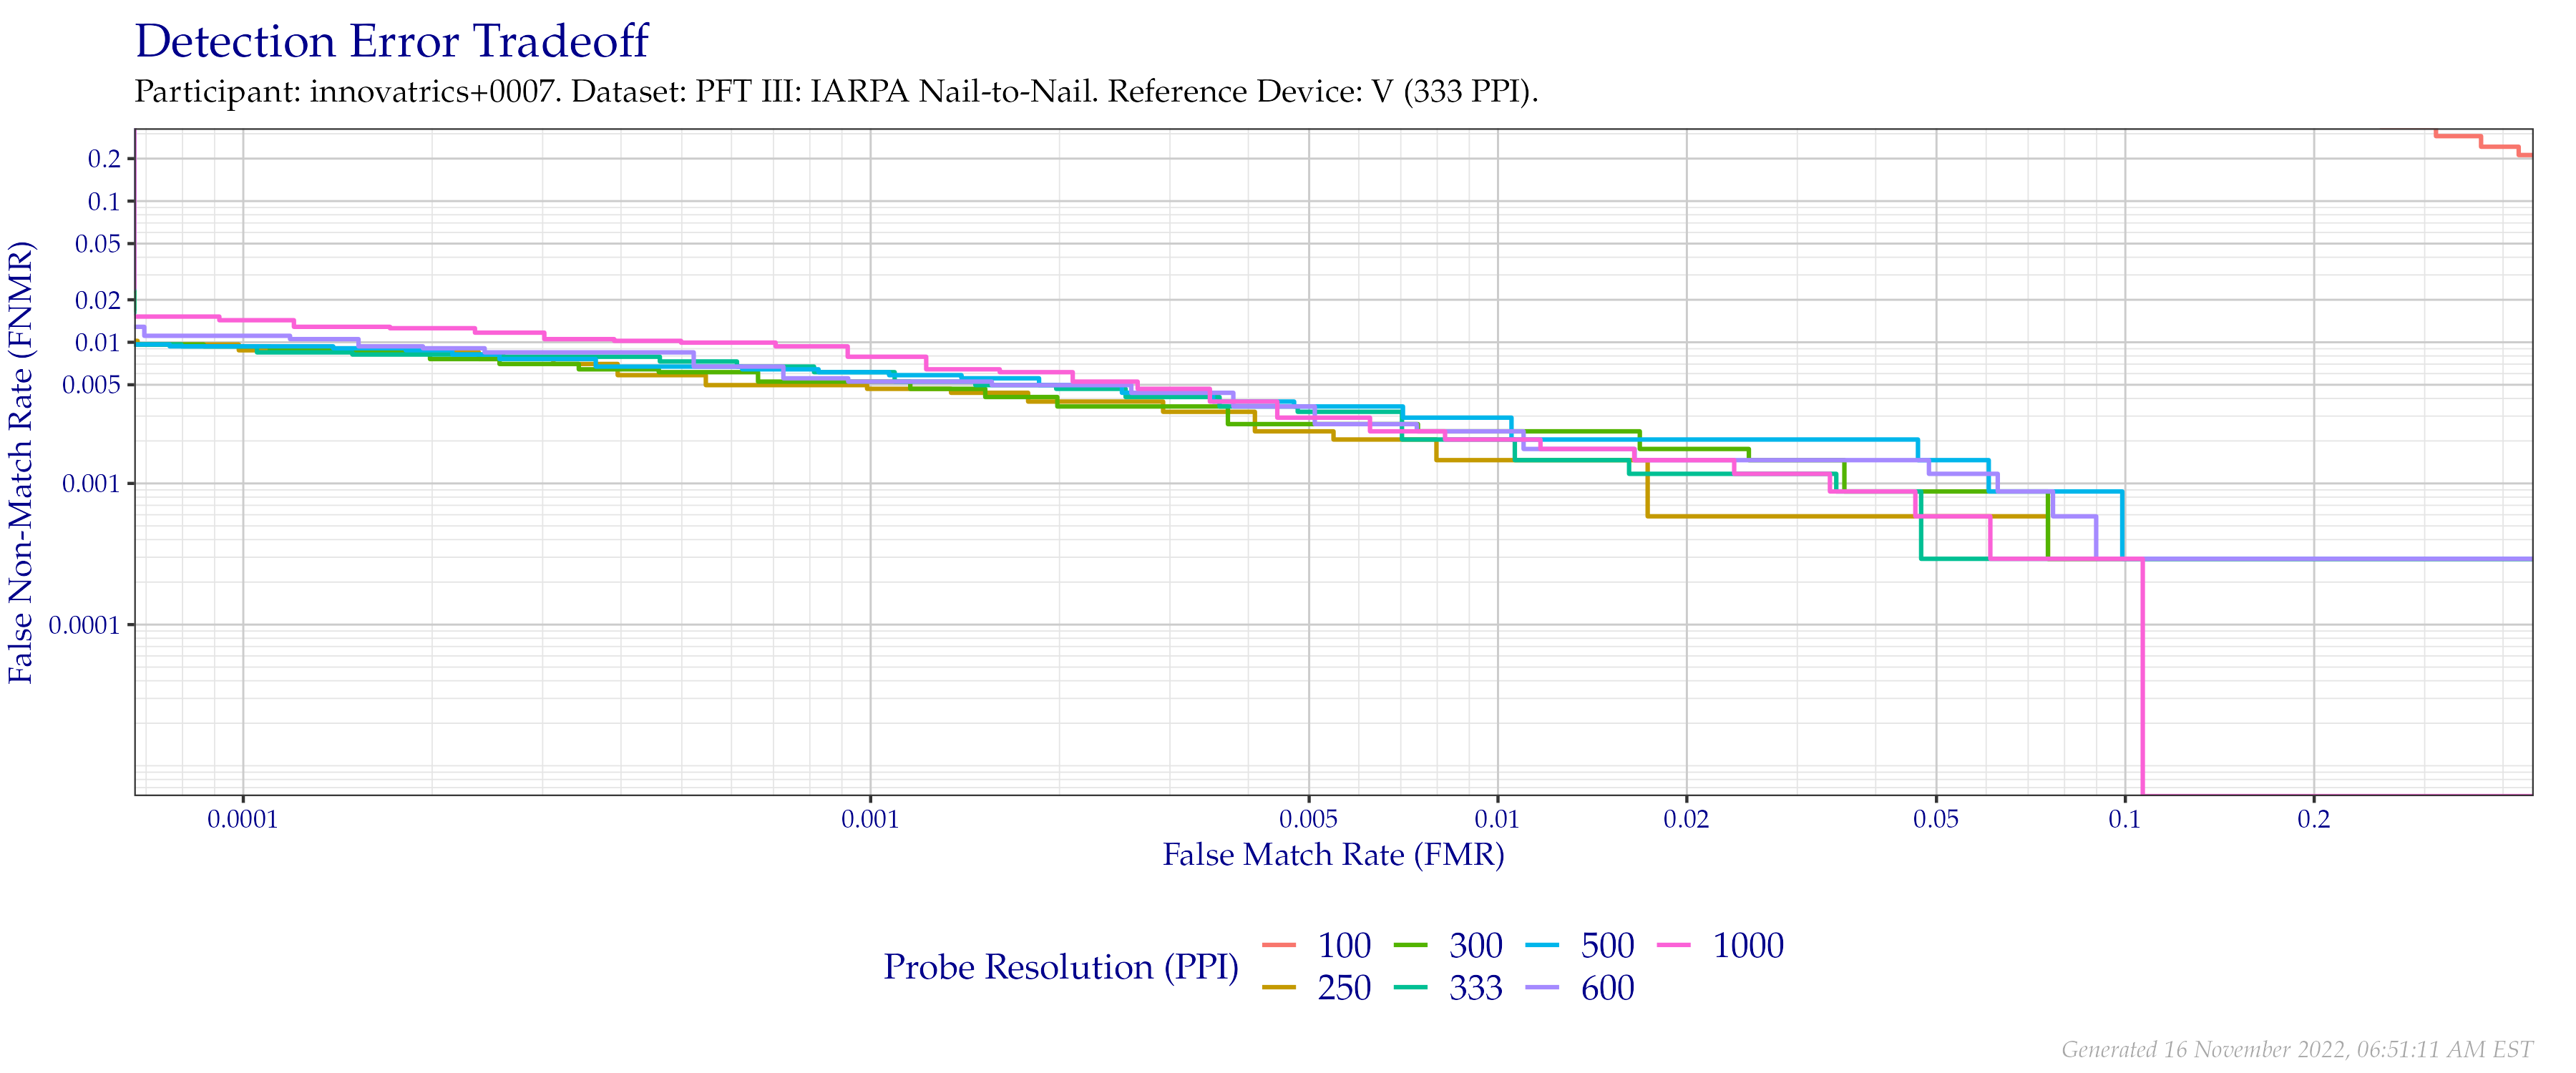 Detection Error Tradeoff
Participant: innovatrics+0007. Dataset: PFT III: IARPA Nail-to-Nail. Reference Device: V (333 PPI).
False Non-Match Rate (FNMR)
0.2
0.1
0.05
0.02
0.01
0.005
0.001
0.0001
0.0001 0.001 0.005 0.01 0.02 0.05 0.1 0.2
False Match Rate (FMR)
Probe Resolution (PPI)
100 300 500 1000
250 333 600
Generated 16 November 2022, 06:51:11 AM EST